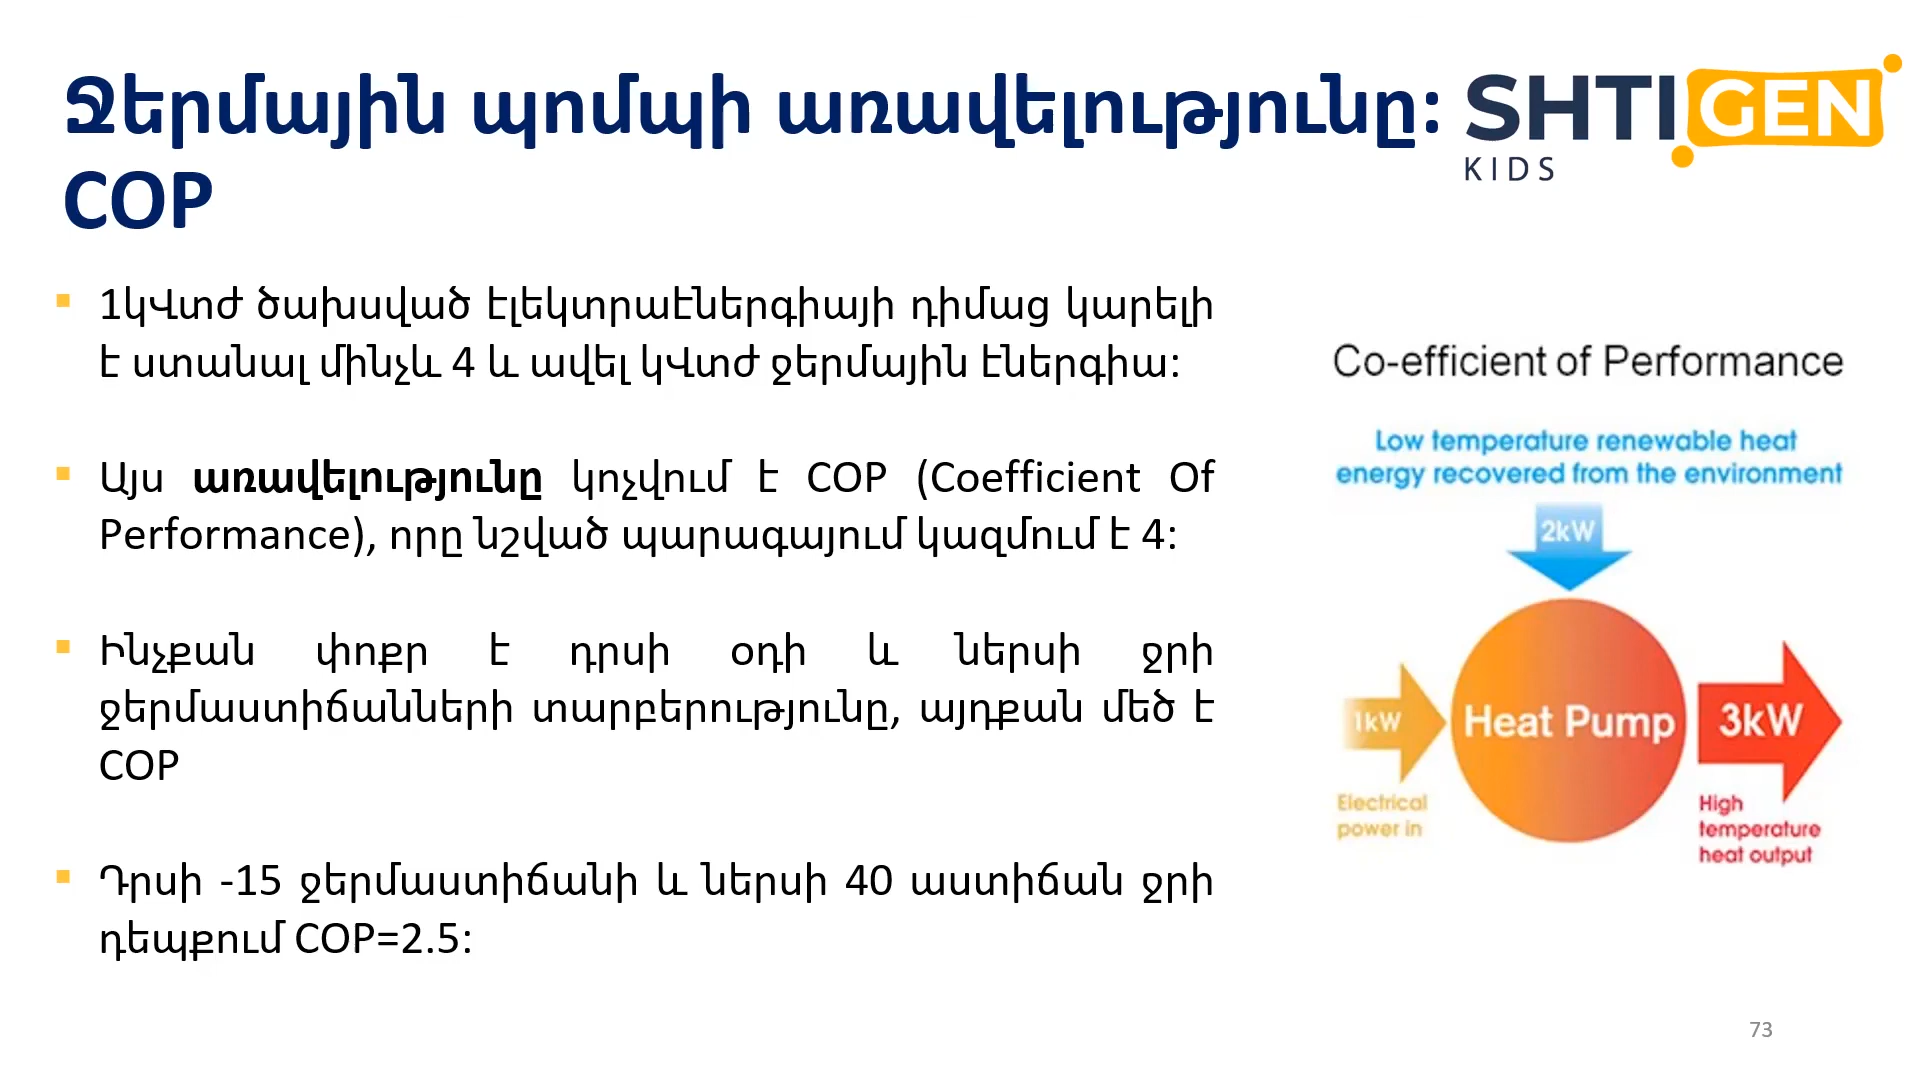 Ջերմային պոմպի առավելությունը:
COP
SHTIGEN
KIDS
1կՎտժ ծախսված էլեկտրաէներգիայի դիմաց կարելի
է ստանալ մինչև 4 և ավել կՎտժ ջերմային էներգիա:
Այս առավելությունը կոչվում է COP (Coefficient Of
Performance), որը նշված պարագայում կազմում է 4:
Ինչքան փոքր է դրսի օդի և ներսի ջրի
ջերմաստիճանների տարբերությունը, այդքան մեծ է
COP
Դրսի -15 ջերմաստիճանի և ներսի 40 աստիճան ջրի
դեպքում COP=2.5:
Co-efficient of Performance
Low temperature renewable heat
energy recovered from the environment
2kW
1kW
Heat Pump
3kW
Electrical
power in
High
temperature
heat output
73